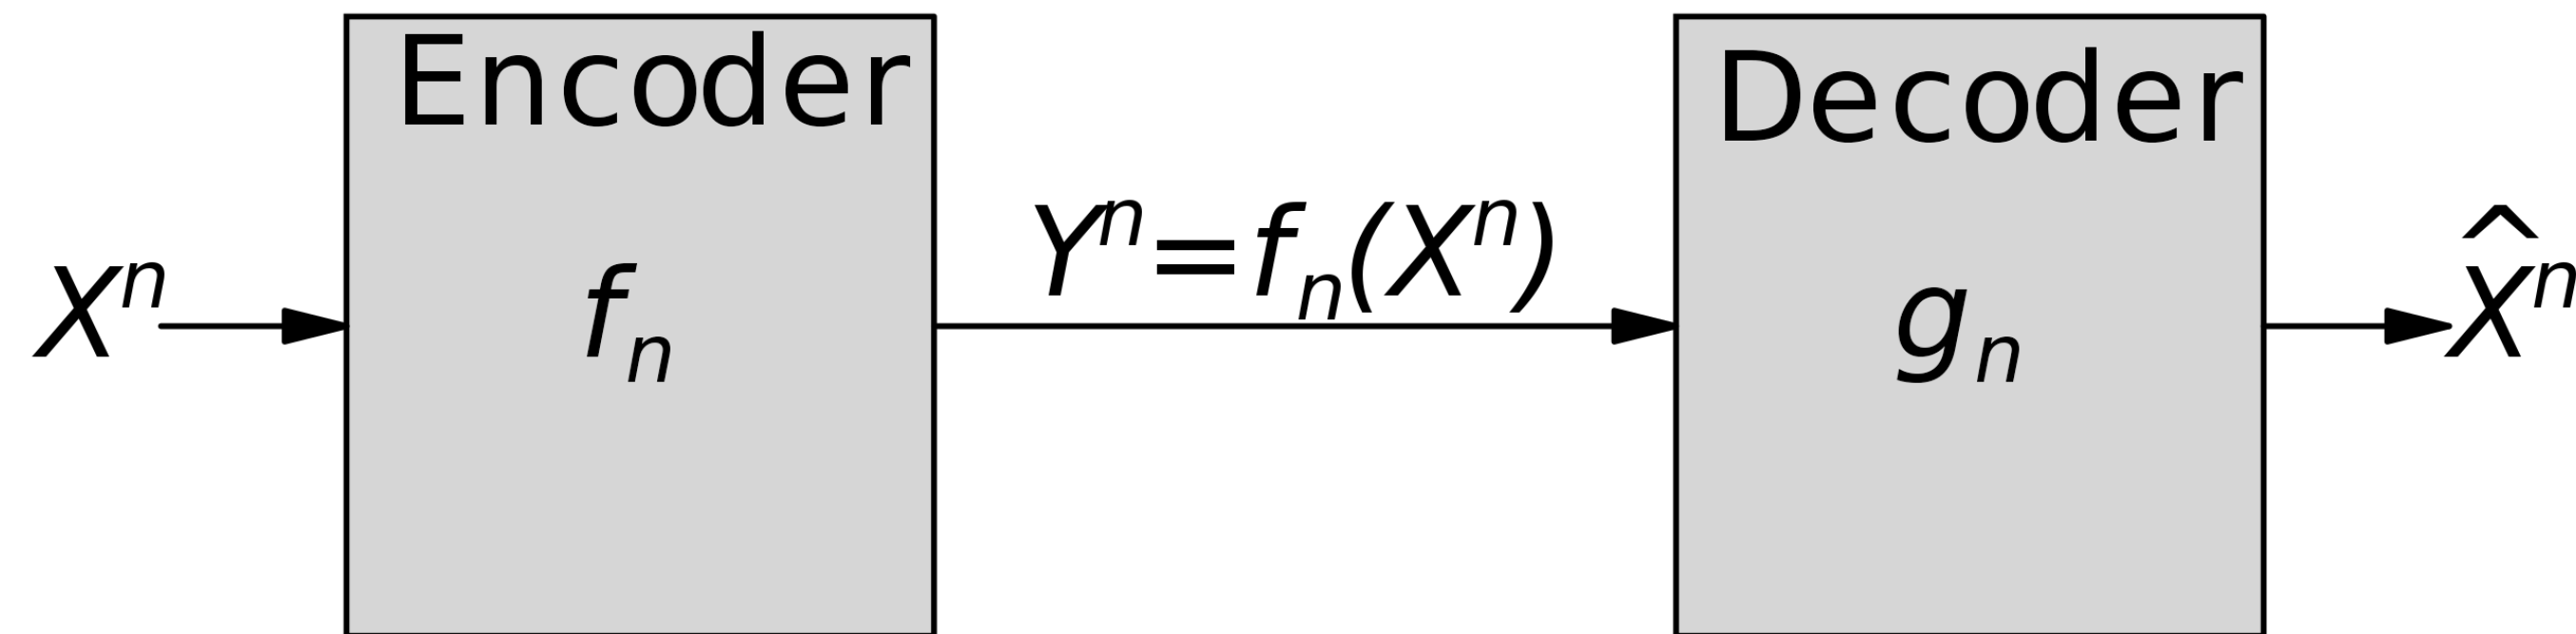 Encoder
Decoder
Xⁿ
fₙ
Yⁿ=fₙ(Xⁿ)
gₙ
X̂ⁿ